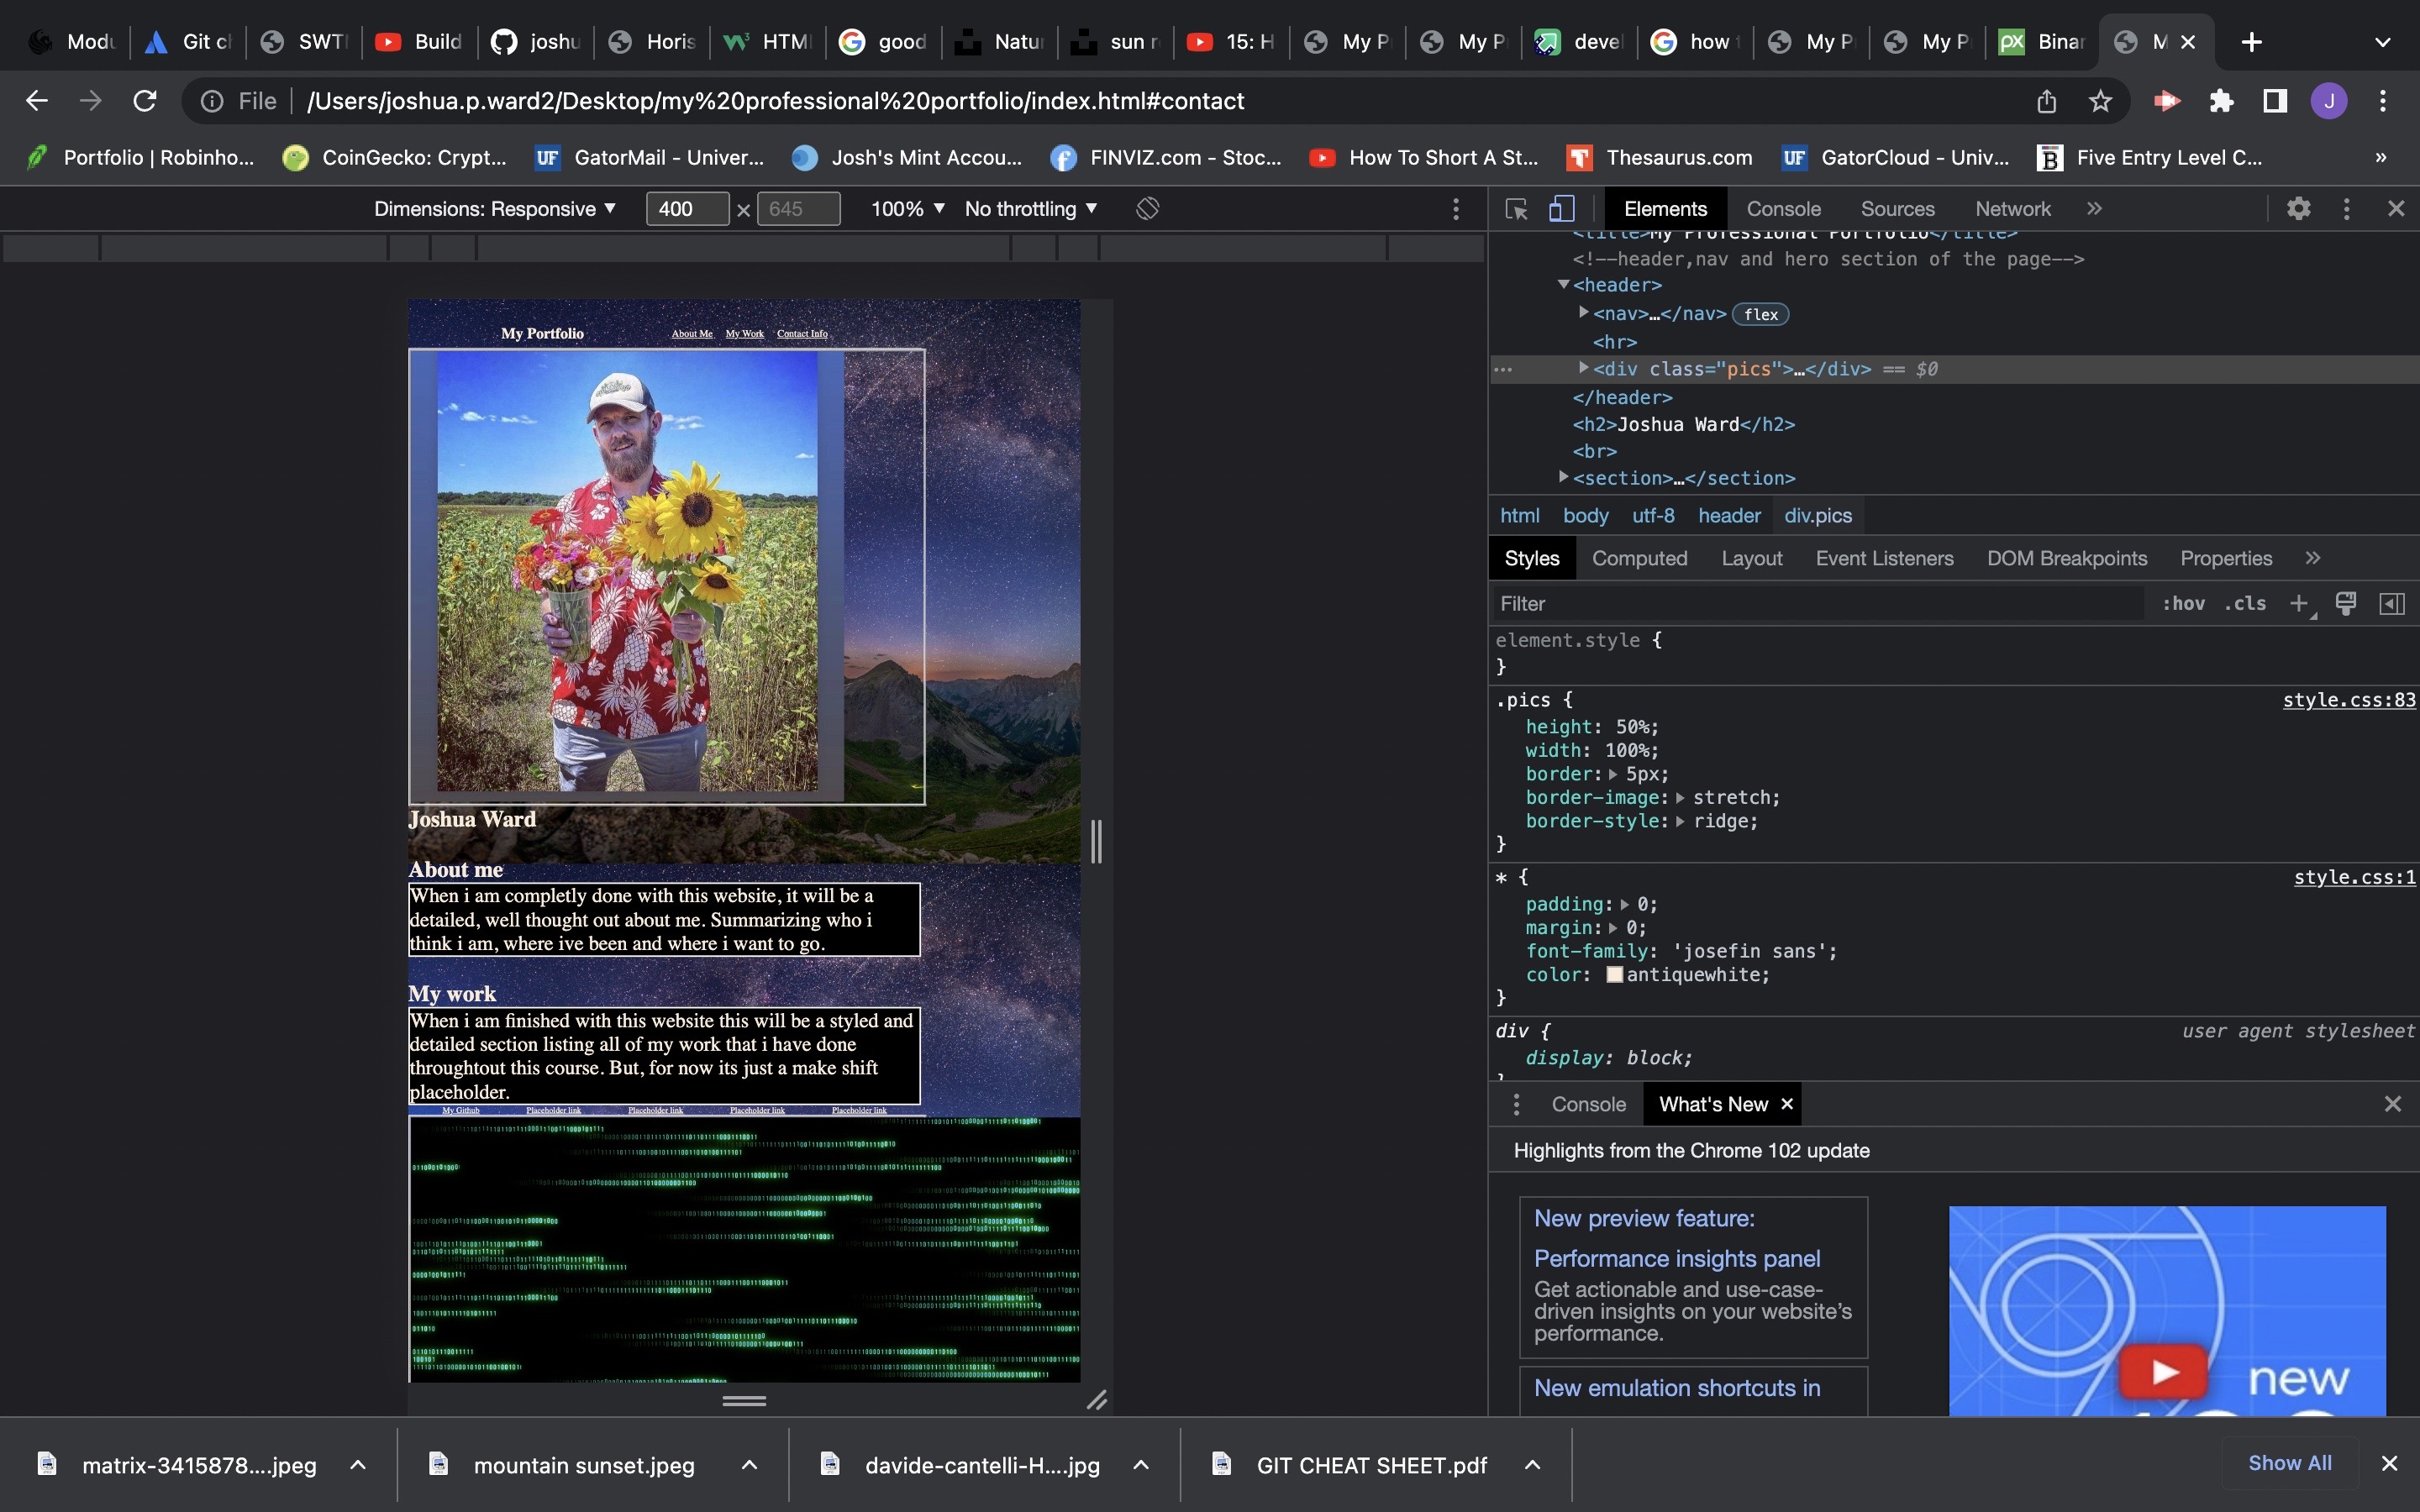 Modu
Git cl
SWTI
Build
joshu
Horis
HTMI
good
Natur
sun r
15: H
My P
My P
devel
how t
My P
My P
Binar
M
File
/Users/joshua.p.ward2/Desktop/my%20professional%20portfolio/index.html#contact
J
Portfolio | Robinho...
CoinGecko: Crypt...
GatorMail - Univer...
Josh's Mint Accou...
FINVIZ.com - Stoc...
How To Short A St...
Thesaurus.com
GatorCloud - Univ...
Five Entry Level C...
»
Dimensions: Responsive ▼ 400 × 645 100% ▼ No throttling ▼
Elements Console Sources Network »
<title>My Professional Portfolio</title>
<!--header,nav and hero section of the page-->
▼<header>
▶<nav>…</nav> flex
<hr>
… ▶<div class="pics">…</div> == $0
</header>
<h2>Joshua Ward</h2>
<br>
▶<section>…</section>
html body utf-8 header div.pics
Styles Computed Layout Event Listeners DOM Breakpoints Properties »
Filter :hov .cls +
element.style {
}
.pics { style.css:83
height: 50%;
width: 100%;
border:▶ 5px;
border-image:▶ stretch;
border-style:▶ ridge;
}
* { style.css:1
padding:▶ 0;
margin:▶ 0;
font-family: 'josefin sans';
color: antiquewhite;
}
div { user agent stylesheet
display: block;
}
Console What's New ×
Highlights from the Chrome 102 update
New preview feature:
Performance insights panel
Get actionable and use-case-
driven insights on your website's
performance.
New emulation shortcuts in
new
My Portfolio
About Me My Work Contact Info
Joshua Ward
About me
When i am completly done with this website, it will be a
detailed, well thought out about me. Summarizing who i
think i am, where ive been and where i want to go.
My work
When i am finished with this website this will be a styled and
detailed section listing all of my work that i have done
throughtout this course. But, for now its just a make shift
placeholder.
My Github Placeholder link Placeholder link Placeholder link Placeholder link
matrix-3415878....jpeg
mountain sunset.jpeg
davide-cantelli-H....jpg
GIT CHEAT SHEET.pdf
Show All